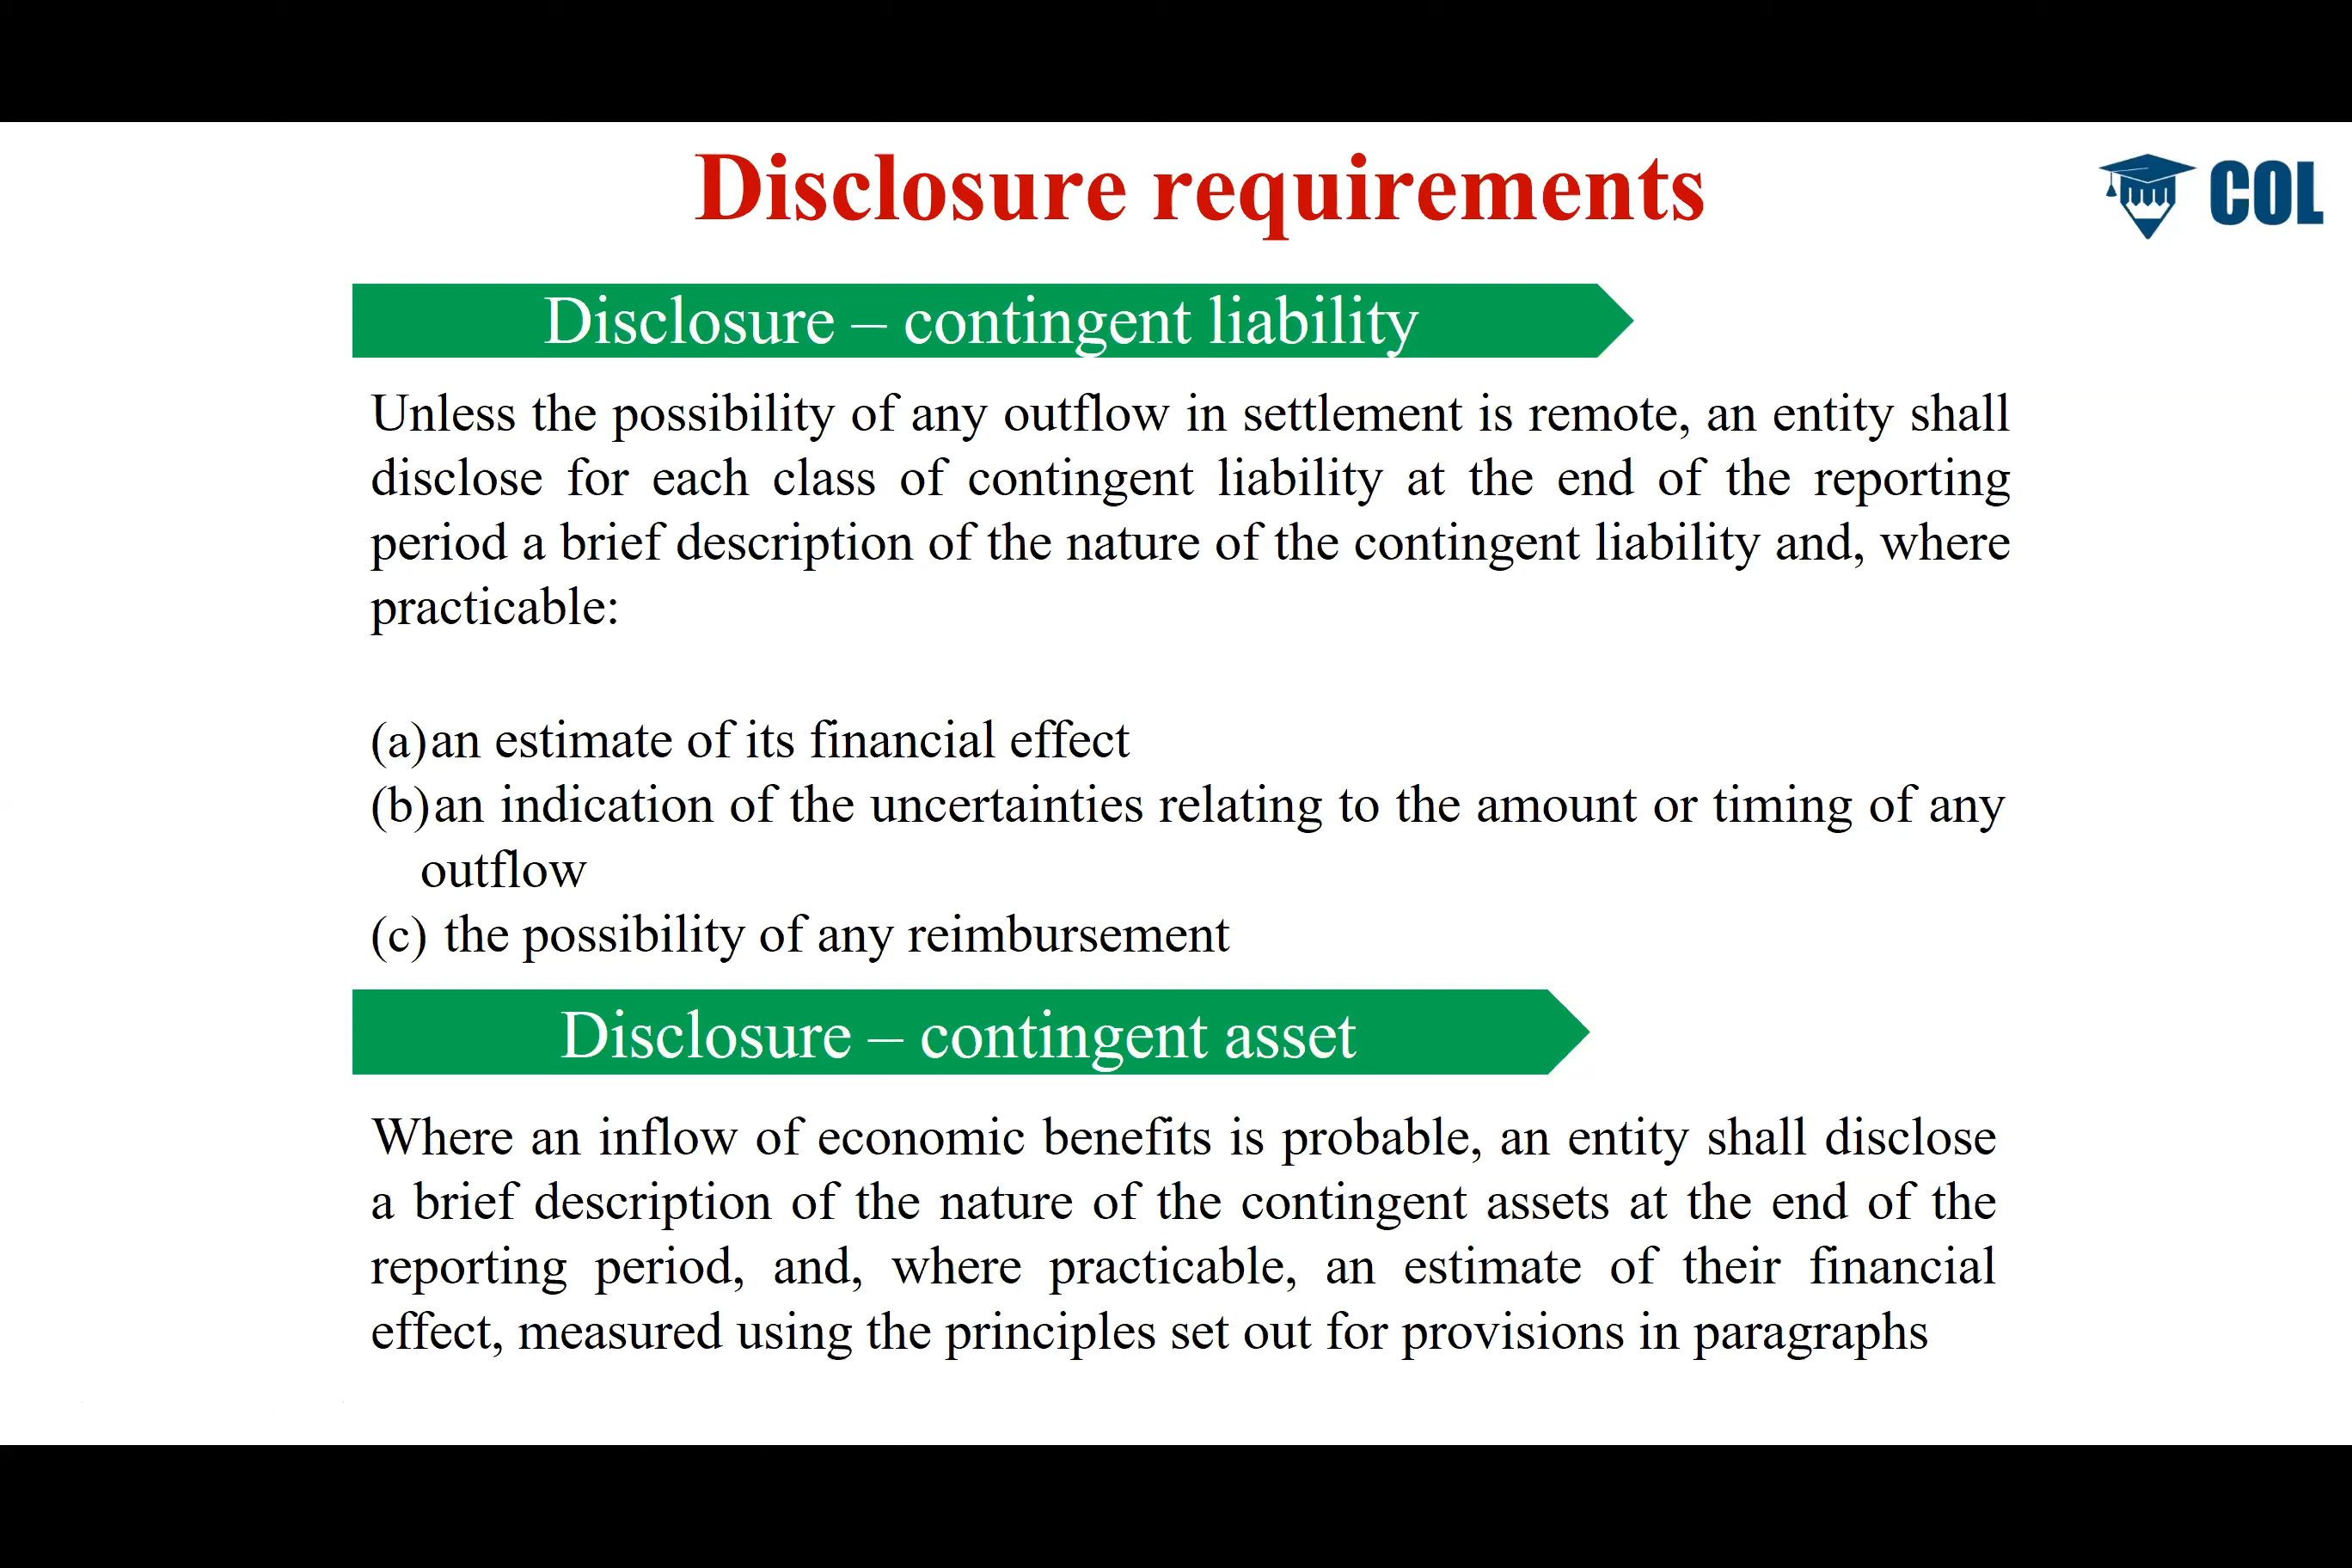 Disclosure requirements
COL
Disclosure – contingent liability
Unless the possibility of any outflow in settlement is remote, an entity shall
disclose for each class of contingent liability at the end of the reporting
period a brief description of the nature of the contingent liability and, where
practicable:
(a)an estimate of its financial effect
(b)an indication of the uncertainties relating to the amount or timing of any
outflow
(c) the possibility of any reimbursement
Disclosure – contingent asset
Where an inflow of economic benefits is probable, an entity shall disclose
a brief description of the nature of the contingent assets at the end of the
reporting period, and, where practicable, an estimate of their financial
effect, measured using the principles set out for provisions in paragraphs